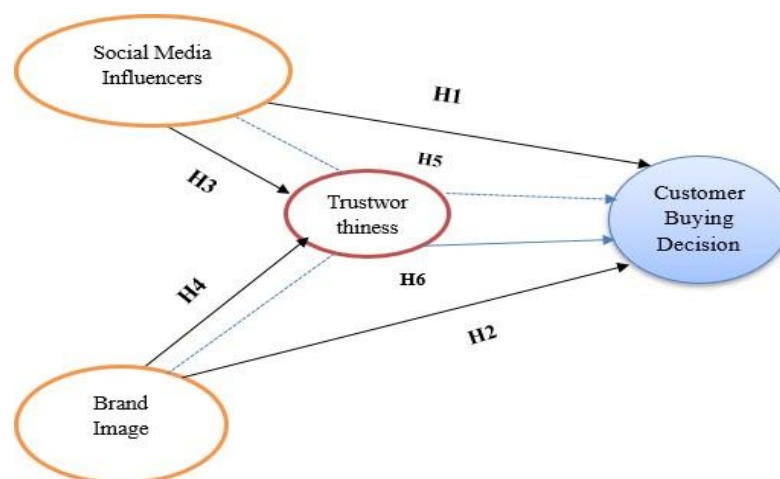 Social Media
Influencers
H1
H5
H3
Trustwor
thiness
Customer
Buying
Decision
H4
H6
H2
Brand
Image